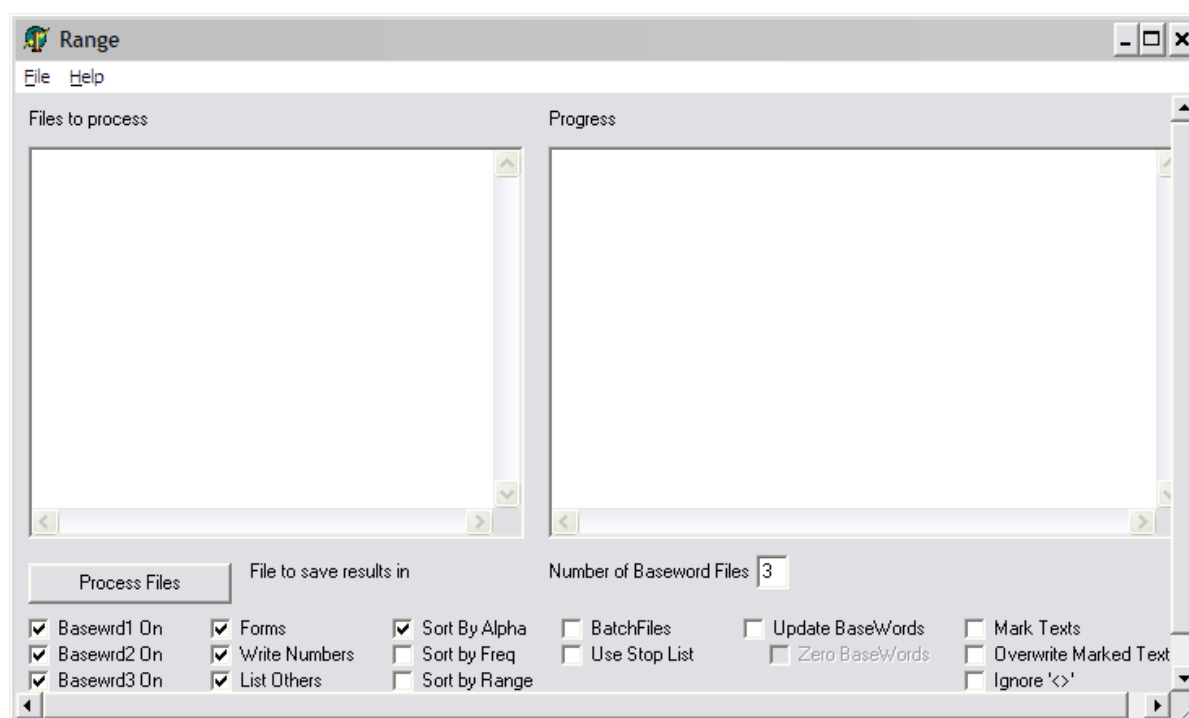 Range
File Help
Files to process Progress
Process Files File to save results in Number of Baseword Files 3
Basewrd1 On Forms Sort By Alpha BatchFiles Update BaseWords Mark Texts
Basewrd2 On Write Numbers Sort by Freq Use Stop List Zero BaseWords Overwrite Marked Text
Basewrd3 On List Others Sort by Range Ignore '<>'